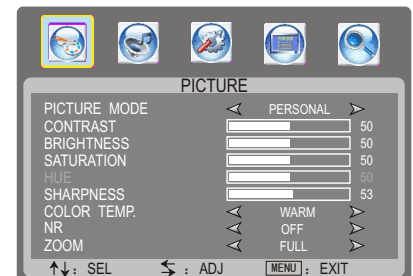 PICTURE
PICTURE MODE PERSONAL
CONTRAST 50
BRIGHTNESS 50
SATURATION 50
HUE 50
SHARPNESS 53
COLOR TEMP. WARM
NR OFF
ZOOM FULL
: SEL : ADJ MENU : EXIT